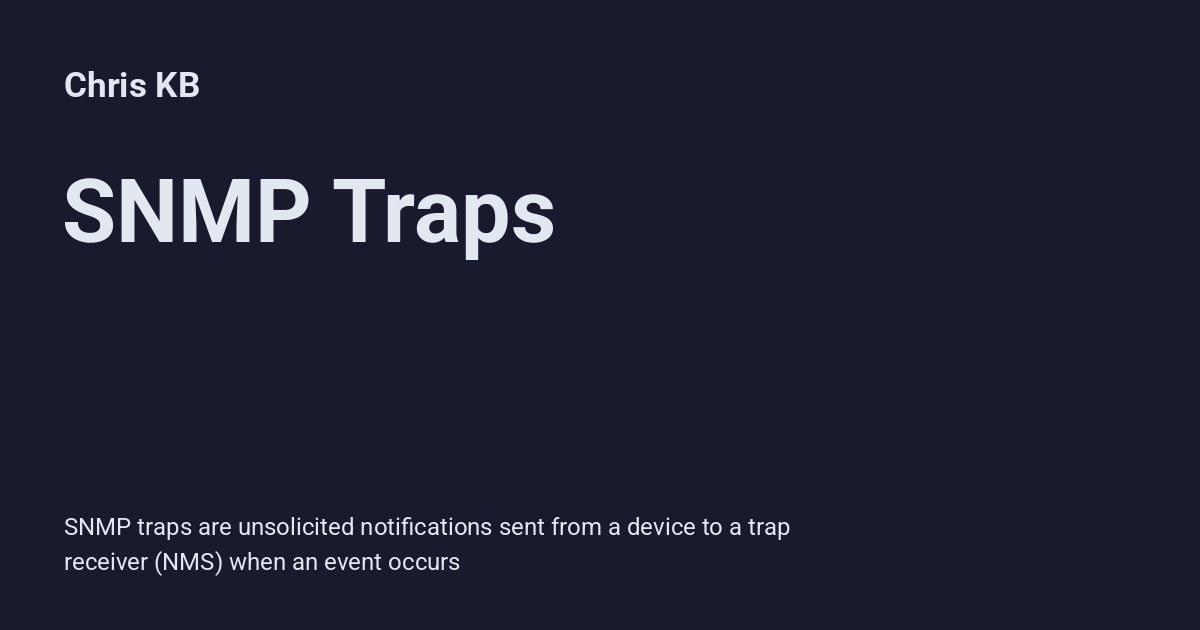 Chris KB
SNMP Traps
SNMP traps are unsolicited notifications sent from a device to a trap
receiver (NMS) when an event occurs